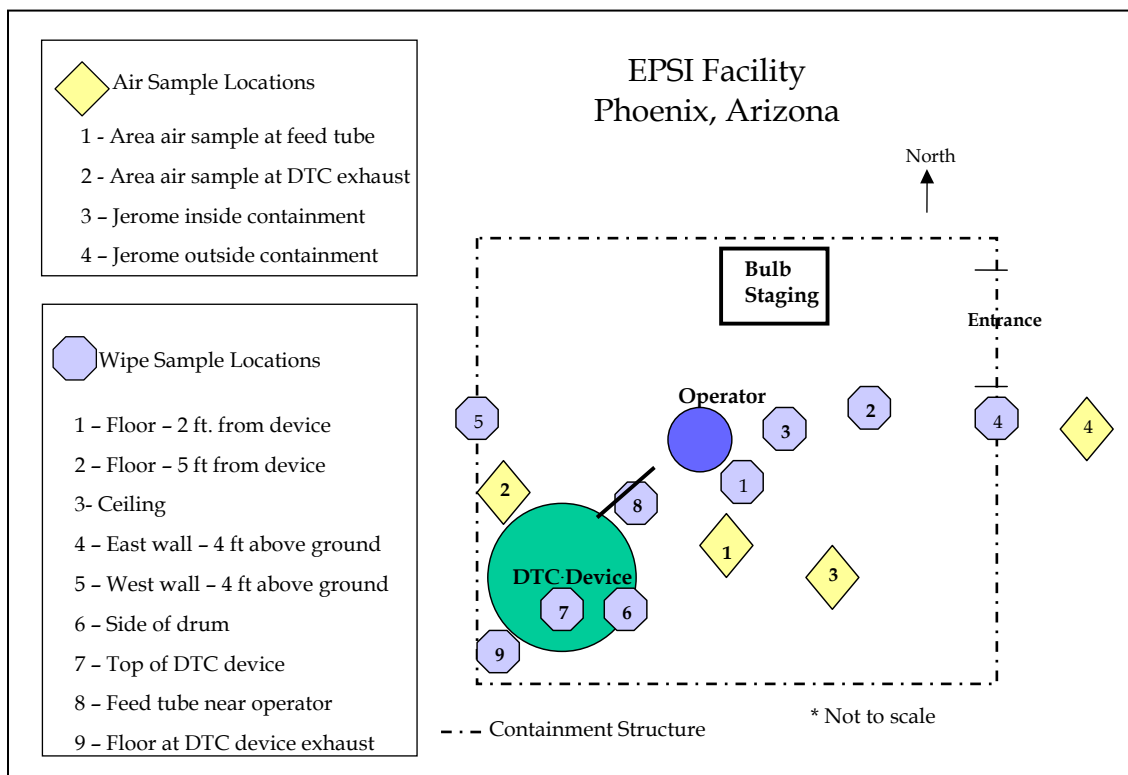 Air Sample Locations
1 - Area air sample at feed tube
2 - Area air sample at DTC exhaust
3 – Jerome inside containment
4 – Jerome outside containment
Wipe Sample Locations
1 – Floor – 2 ft. from device
2 – Floor – 5 ft from device
3- Ceiling
4 – East wall – 4 ft above ground
5 – West wall – 4 ft above ground
6 – Side of drum
7 – Top of DTC device
8 – Feed tube near operator
9 – Floor at DTC device exhaust
EPSI Facility
Phoenix, Arizona
North
Bulb
Staging
Entrance
Operator
5
3
2
4
4
2
8
1
1
3
DTC Device
7
6
9
Containment Structure
* Not to scale